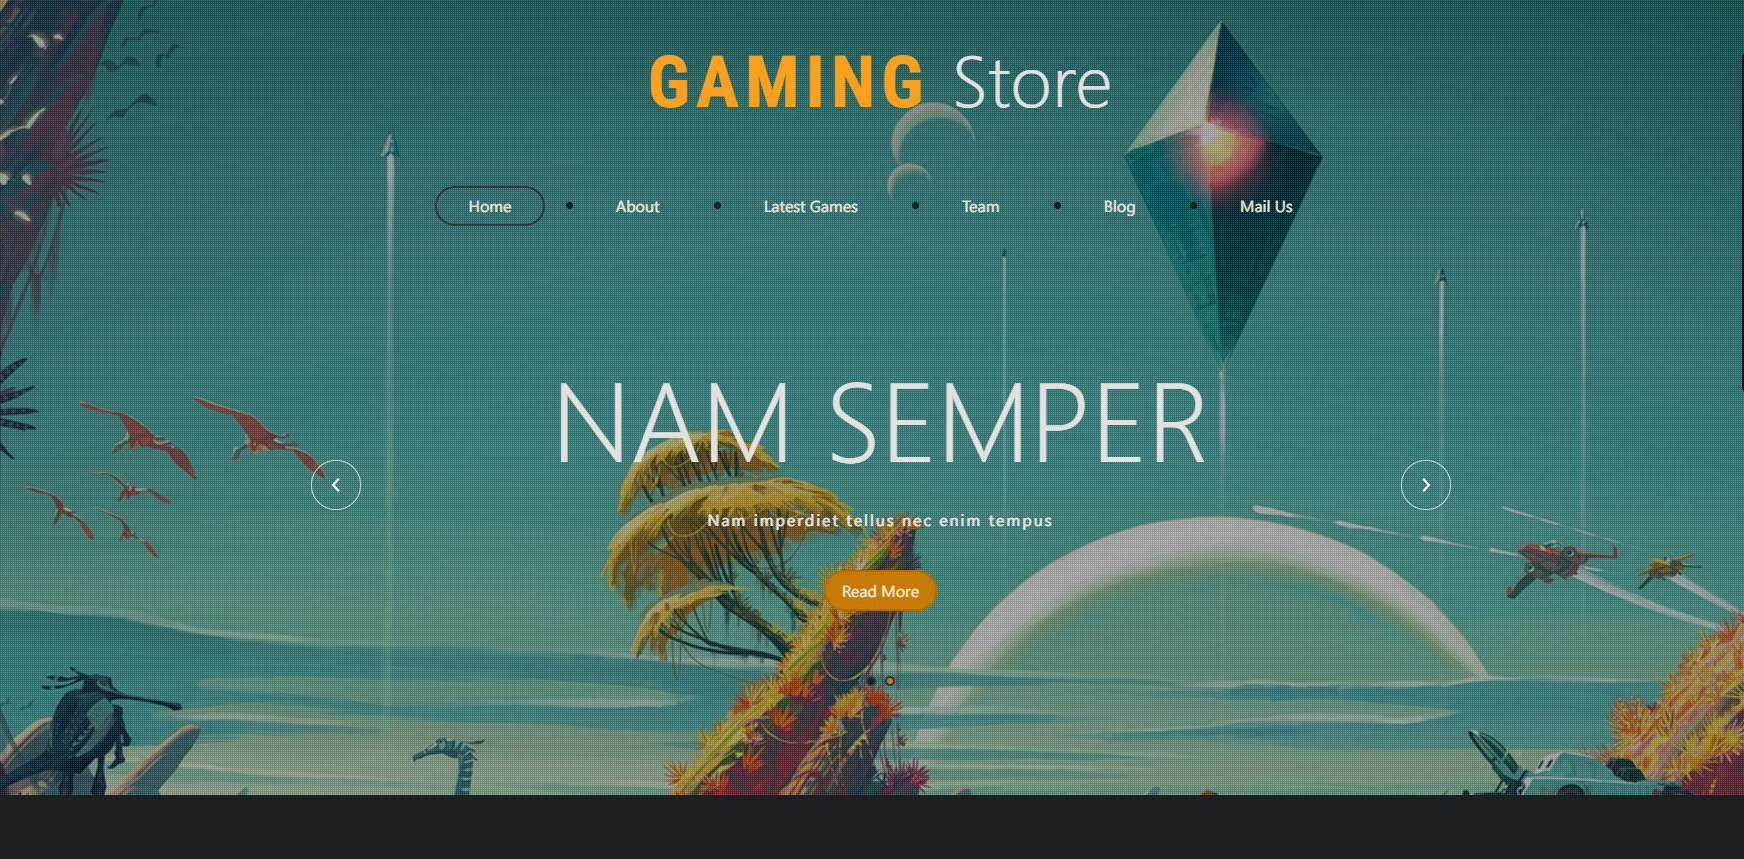 GAMING Store
Home About Latest Games Team Blog Mail Us
NAM SEMPER
Nam imperdiet tellus nec enim tempus
Read More